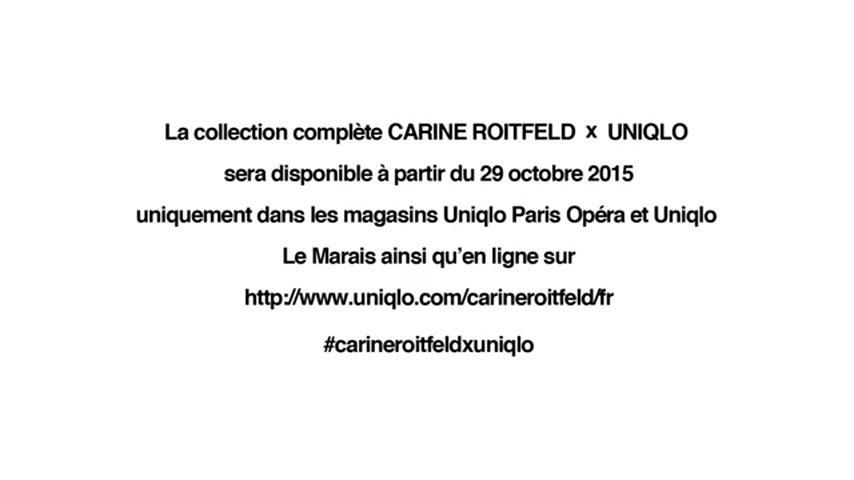 La collection complète CARINE ROITFELD x UNIQLO
sera disponible à partir du 29 octobre 2015
uniquement dans les magasins Uniqlo Paris Opéra et Uniqlo
Le Marais ainsi qu'en ligne sur
http://www.uniqlo.com/carineroitfeld/fr
#carineroitfeldxuniqlo